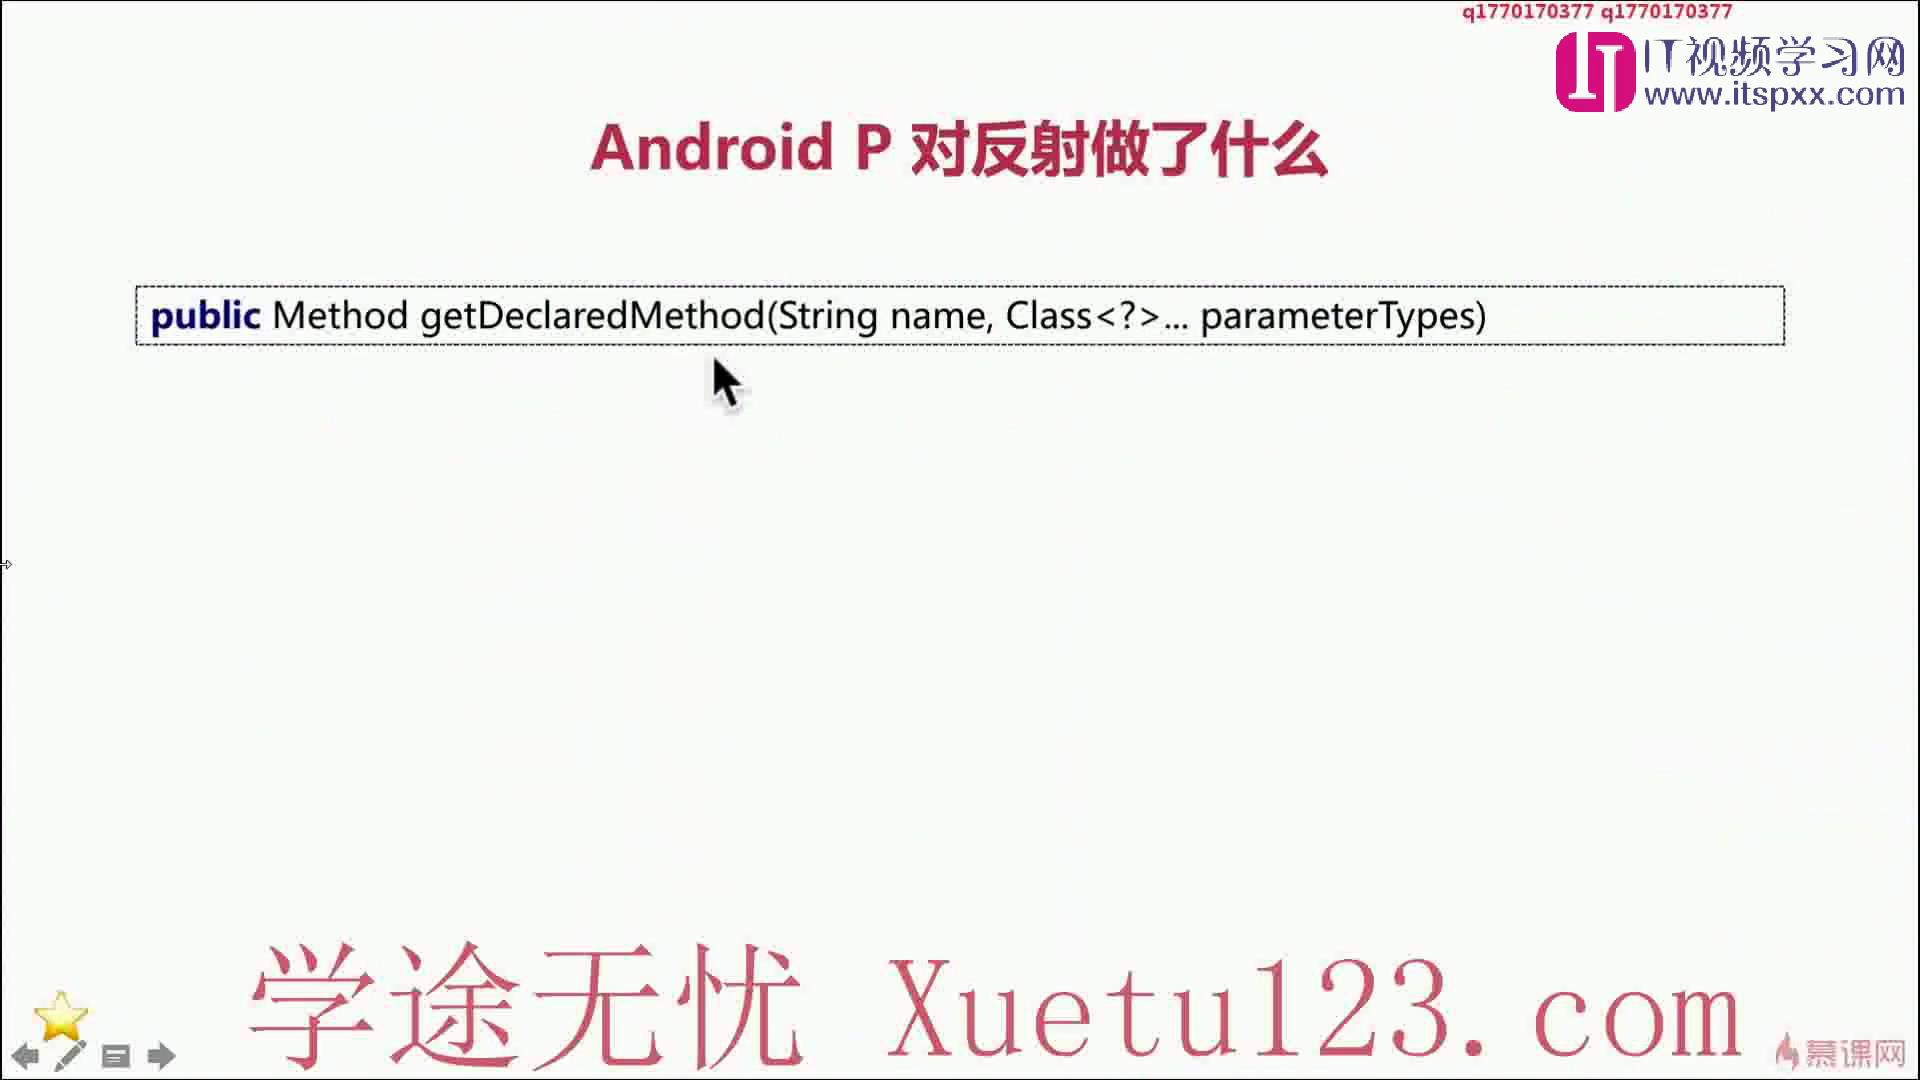 q1770170377 q1770170377
IT视频学习网
www.itspxx.com
Android P 对反射做了什么
public Method getDeclaredMethod(String name, Class<?>... parameterTypes)
学途无忧 Xuetu123.com
慕课网